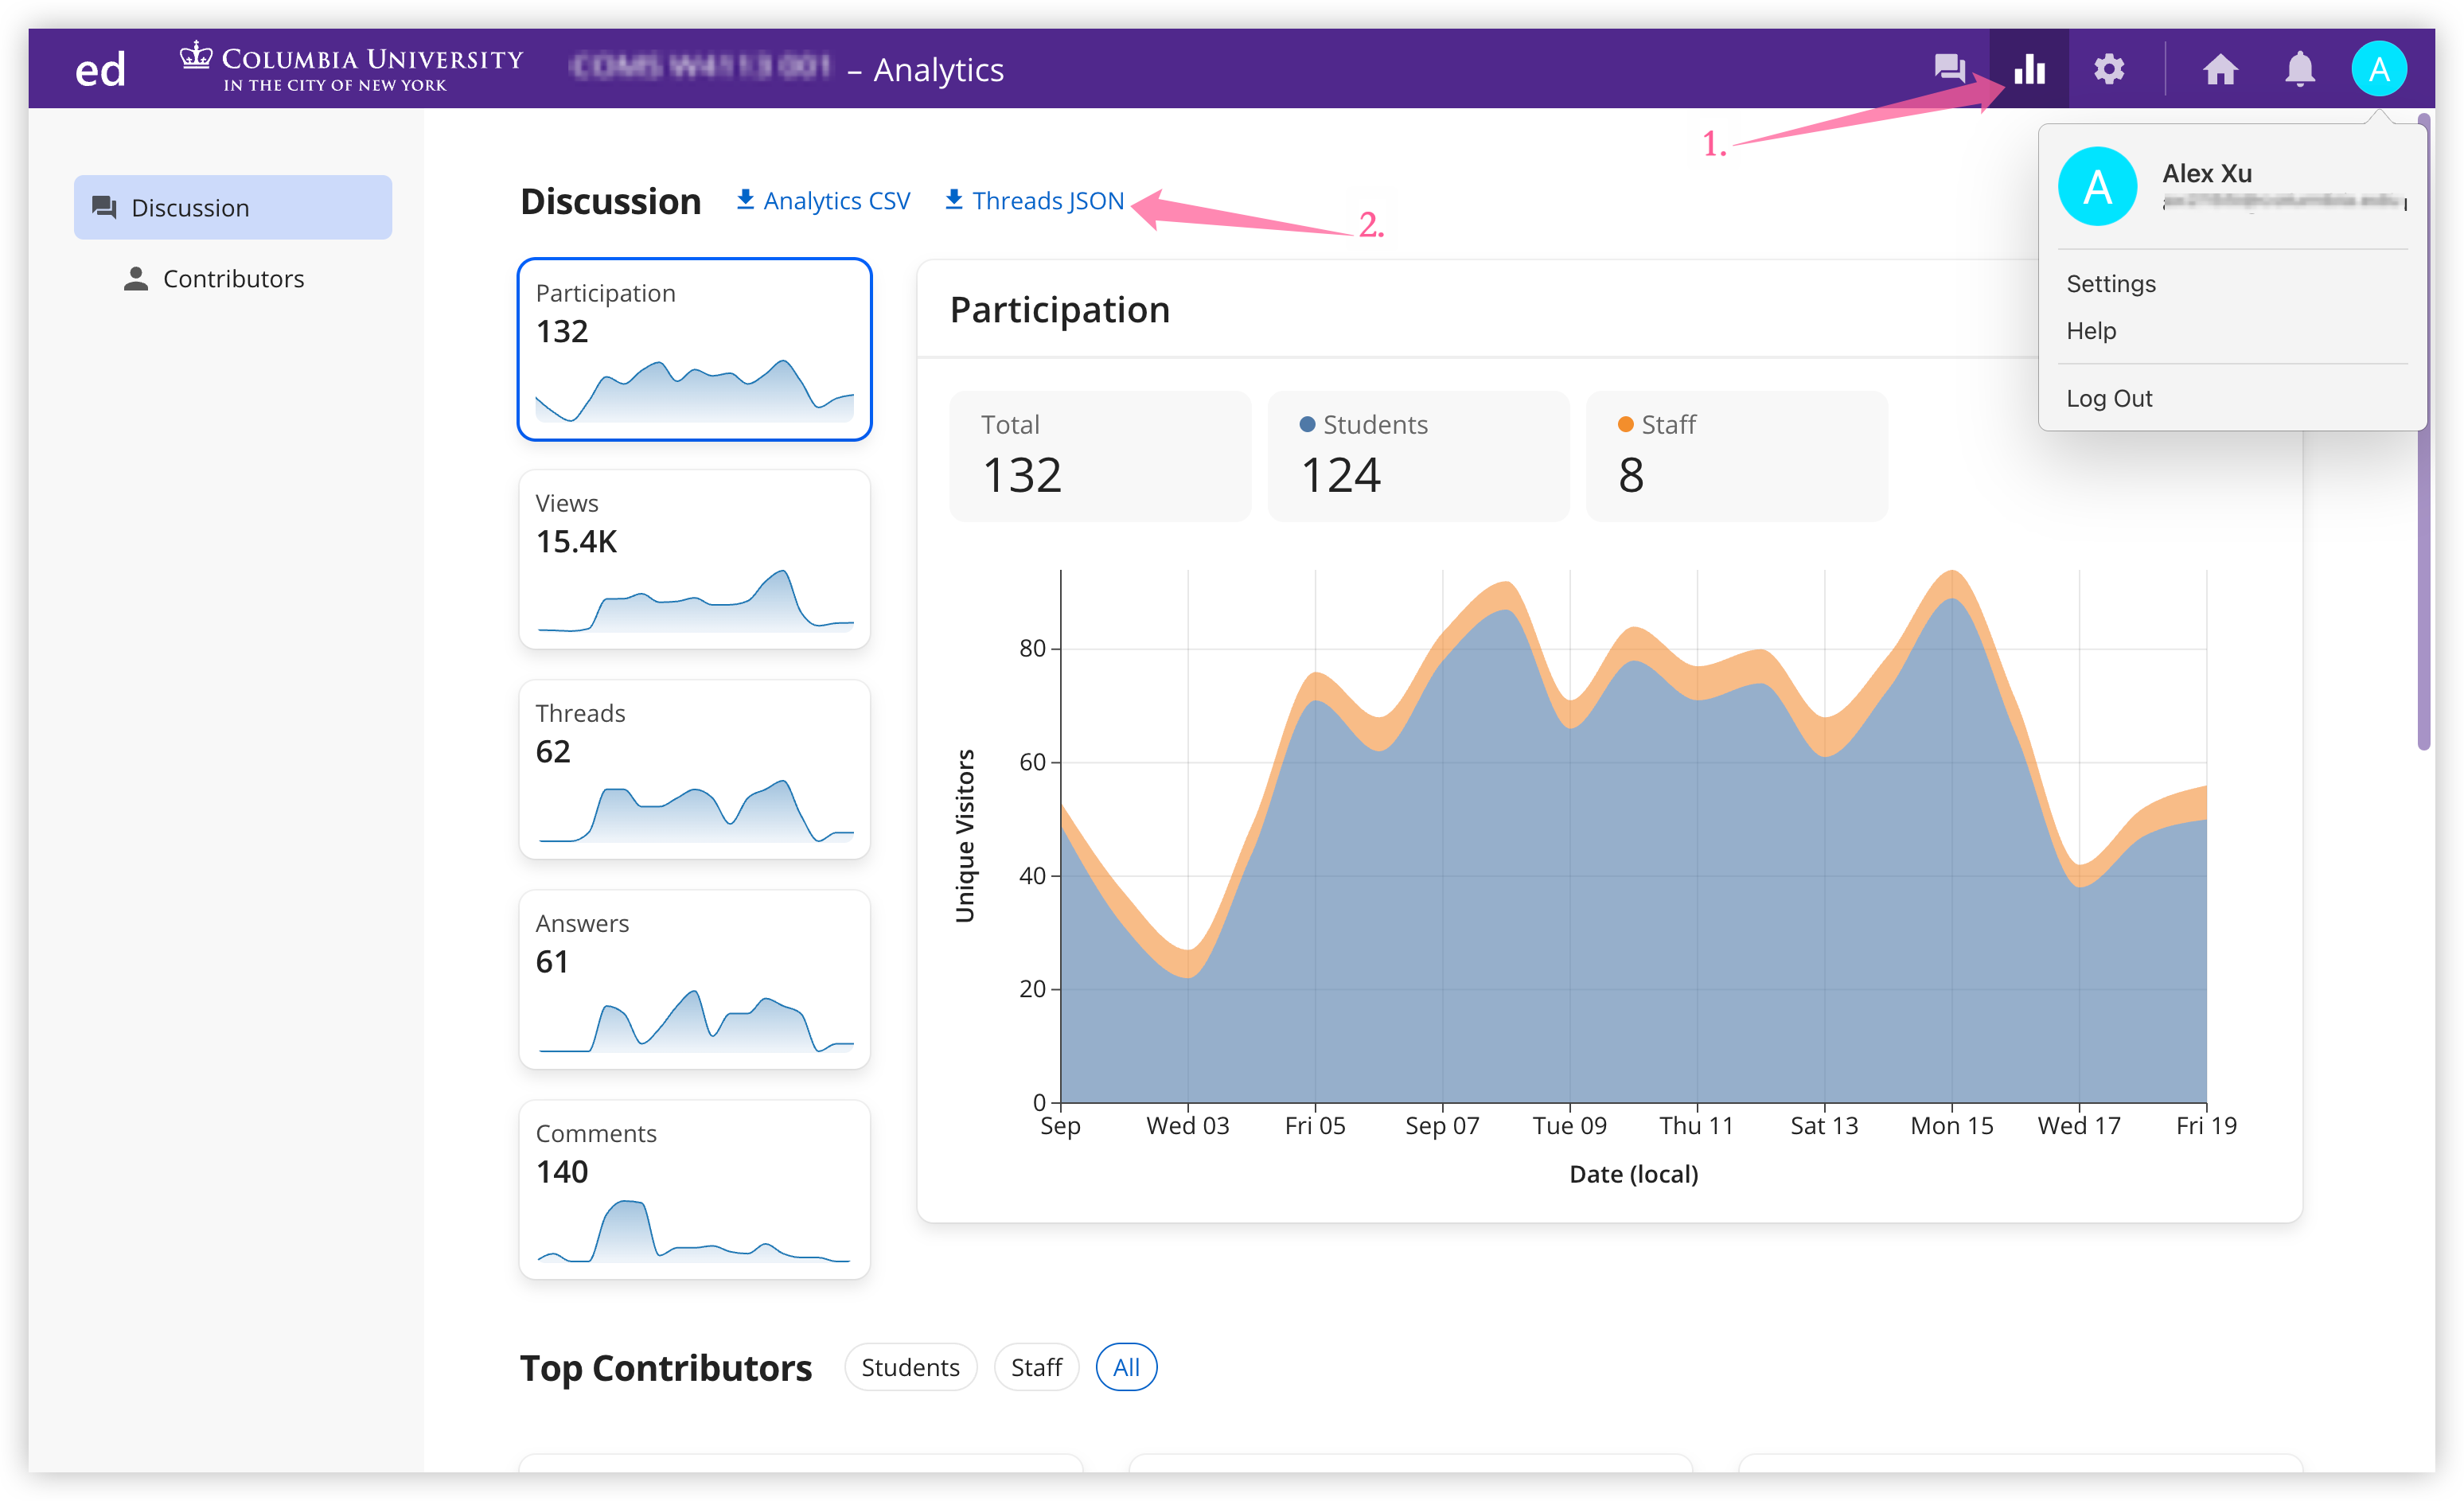 ed
COLUMBIA UNIVERSITY
IN THE CITY OF NEW YORK
– Analytics
A
1.
A
Alex Xu
Settings
Help
Log Out
Discussion
Contributors
Discussion
Analytics CSV
Threads JSON
2.
Participation
132
Views
15.4K
Threads
62
Answers
61
Comments
140
Participation
Total
132
Students
124
Staff
8
80
60
40
20
0
Unique Visitors
Sep
Wed 03
Fri 05
Sep 07
Tue 09
Thu 11
Sat 13
Mon 15
Wed 17
Fri 19
Date (local)
Top Contributors
Students
Staff
All